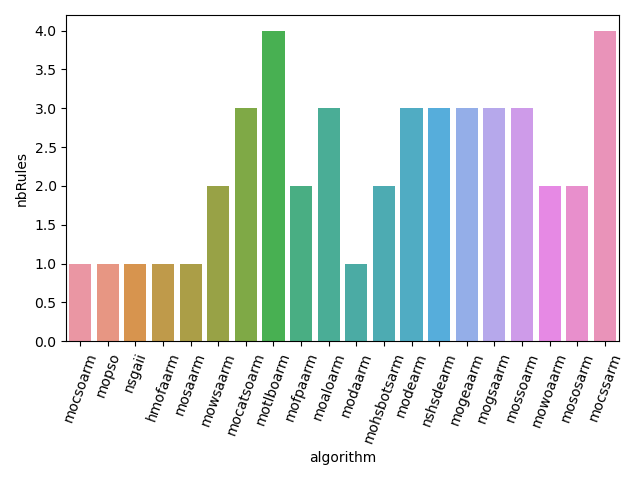 4.0
3.5
3.0
2.5
2.0
1.5
1.0
0.5
0.0
nbRules
mocsoarm
mopso
nsgaii
hmofaarm
mosaarm
mowsaarm
mocatsoarm
motlboarm
mofpaarm
moaloarm
modaarm
mohsbotsarm
modearm
nshsdearm
mogeaarm
mogsaarm
mossoarm
mowoaarm
mososarm
mocssarm
algorithm